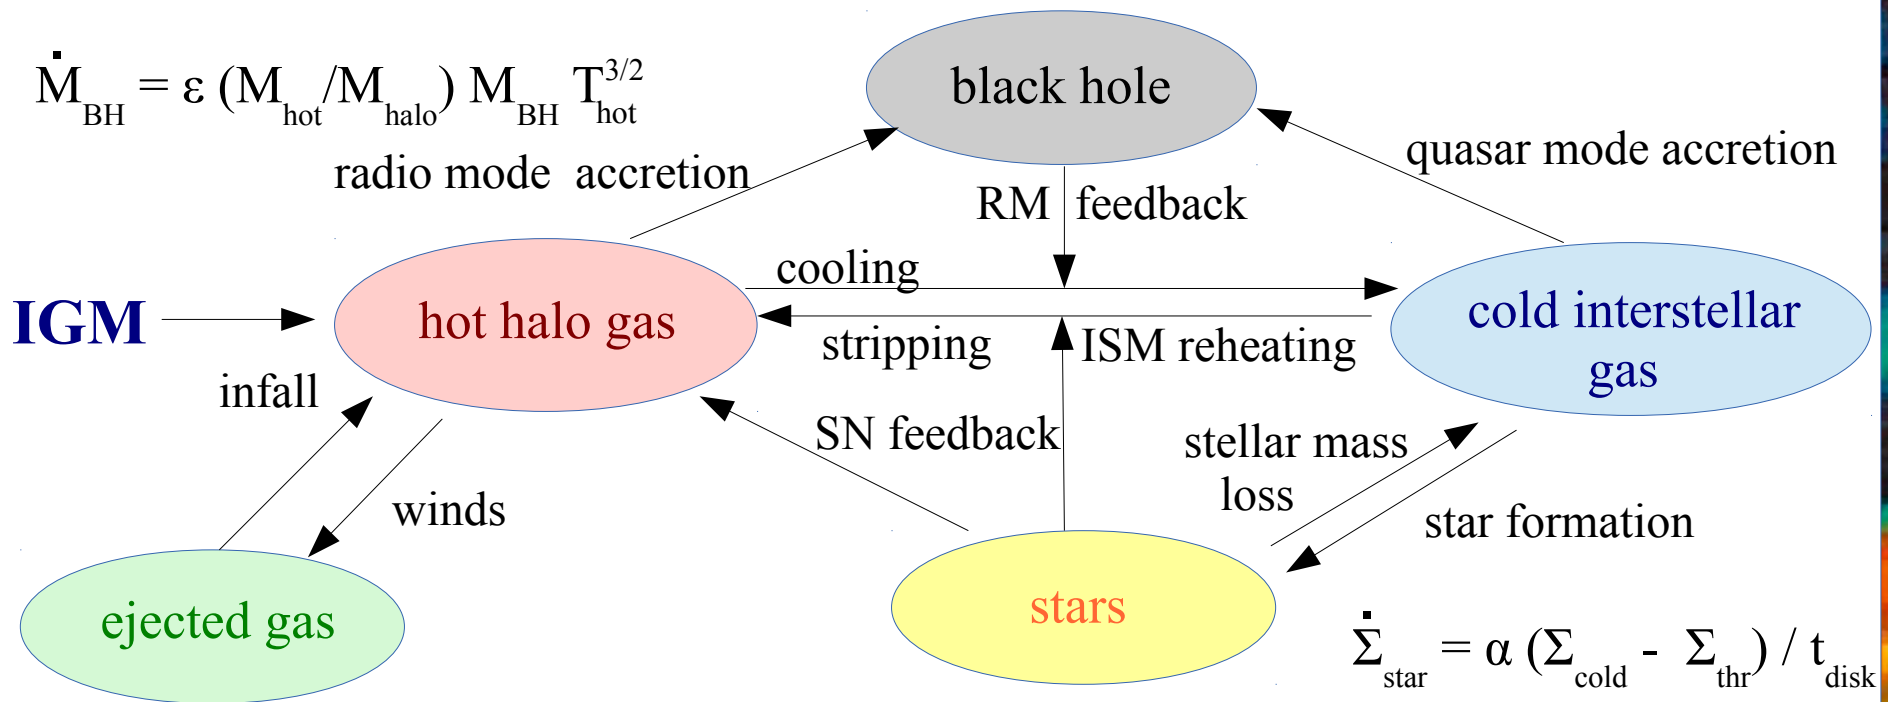 black hole
Ṁ_BH = ε (M_hot/M_halo) M_BH T_hot^3/2
radio mode accretion
quasar mode accretion
RM feedback
cooling
IGM
hot halo gas
cold interstellar
gas
stripping
ISM reheating
infall
SN feedback
stellar mass
loss
winds
star formation
ejected gas
stars
Σ̇_star = α (Σ_cold - Σ_thr) / t_disk